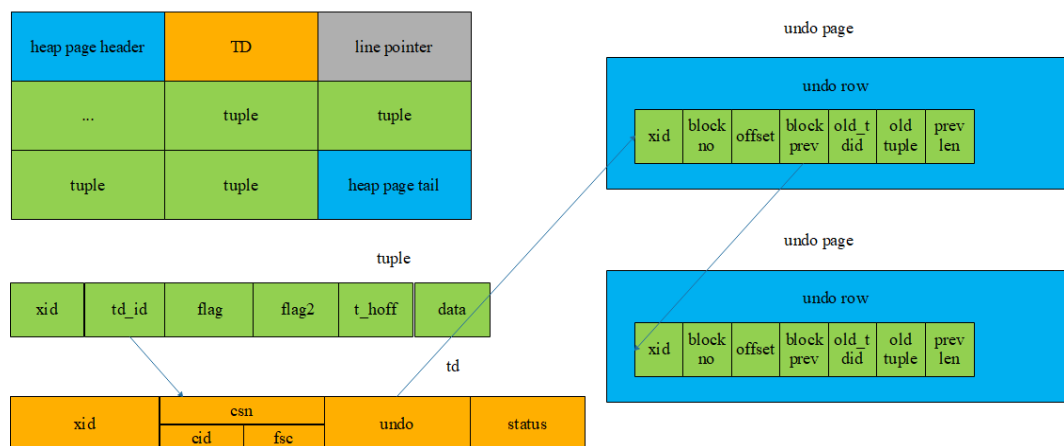 heap page header
TD
line pointer
...
tuple
tuple
tuple
tuple
heap page tail
tuple
xid
td_id
flag
flag2
t_hoff
data
td
xid
csn
cid
fsc
undo
status
undo page
undo row
xid
block
no
offset
block
prev
old_t
did
old
tuple
prev
len
undo page
undo row
xid
block
no
offset
block
prev
old_t
did
old
tuple
prev
len